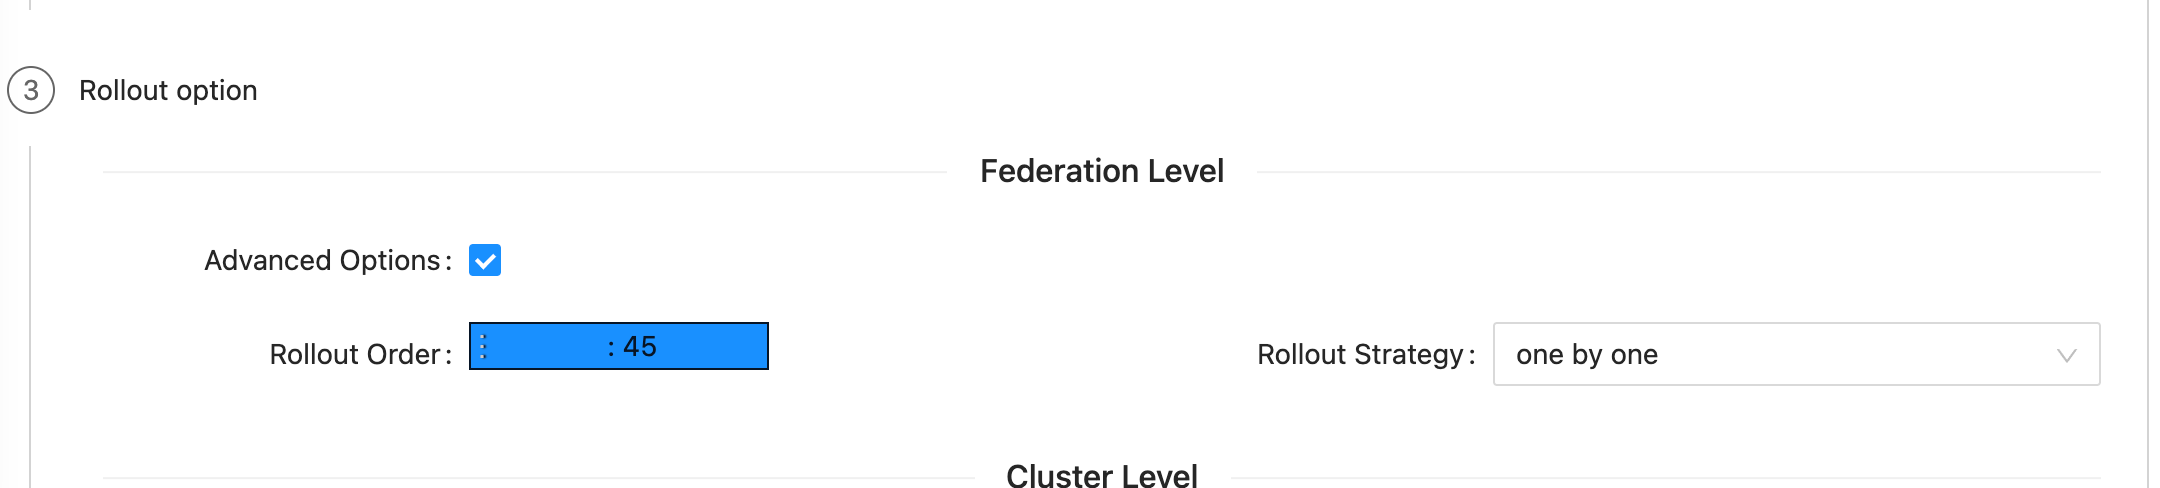 3 Rollout option
Federation Level
Advanced Options:
Rollout Order: : 45 Rollout Strategy: one by one
Cluster Level